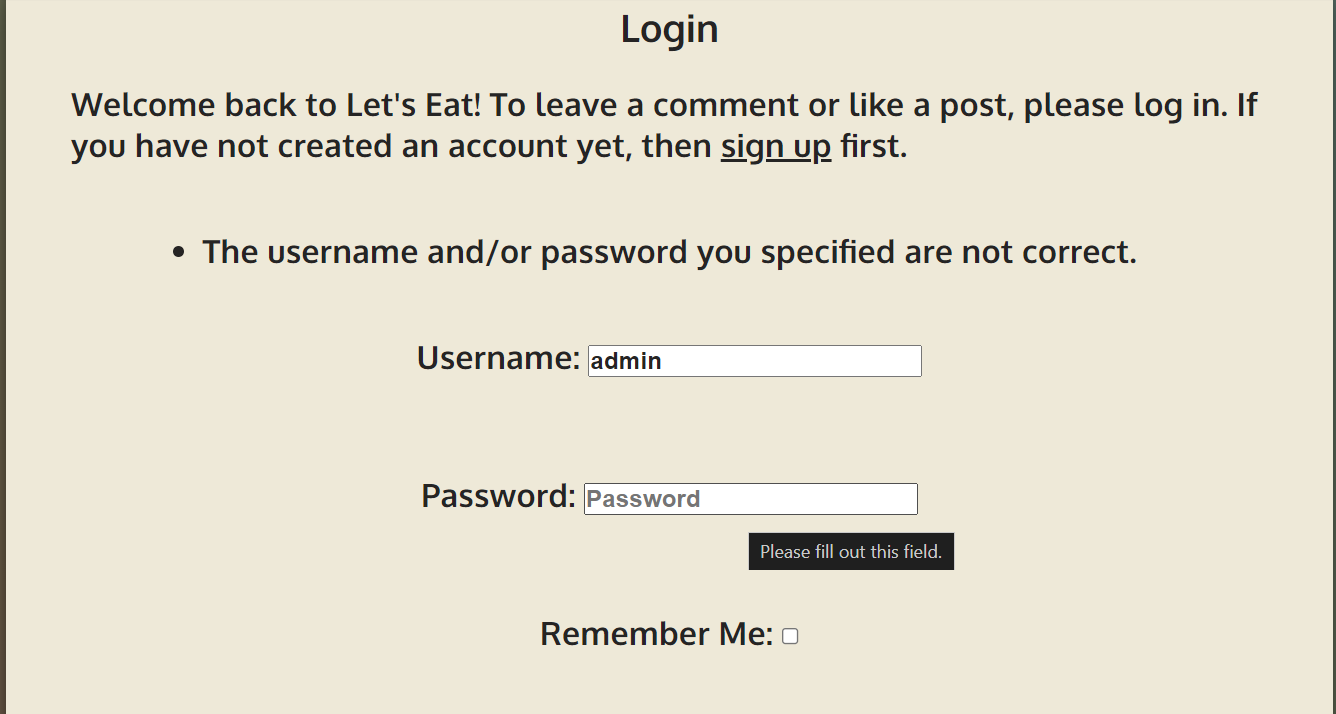 Login
Welcome back to Let's Eat! To leave a comment or like a post, please log in. If
you have not created an account yet, then sign up first.
• The username and/or password you specified are not correct.
Username: admin
Password: Password
Please fill out this field.
Remember Me: